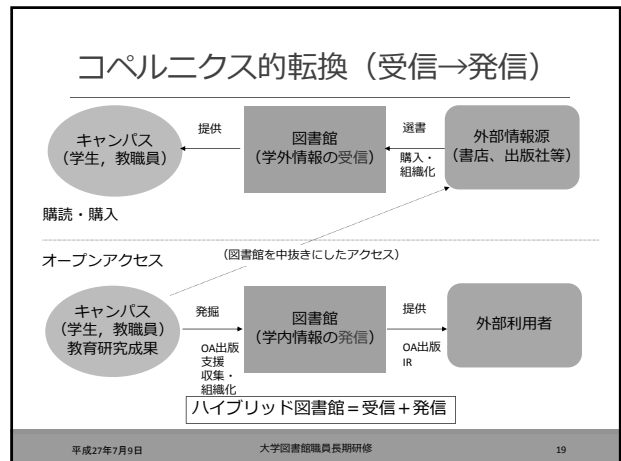 コペルニクス的転換（受信→発信）
キャンパス
（学生，教職員）
提供
図書館
（学外情報の受信）
選書
購入・
組織化
外部情報源
（書店、出版社等）
購読・購入
オープンアクセス
（図書館を中抜きにしたアクセス）
キャンパス
（学生，教職員）
教育研究成果
発掘
OA出版
支援
収集・
組織化
図書館
（学内情報の発信）
提供
OA出版
IR
外部利用者
ハイブリッド図書館＝受信＋発信
平成27年7月9日
大学図書館職員長期研修
19